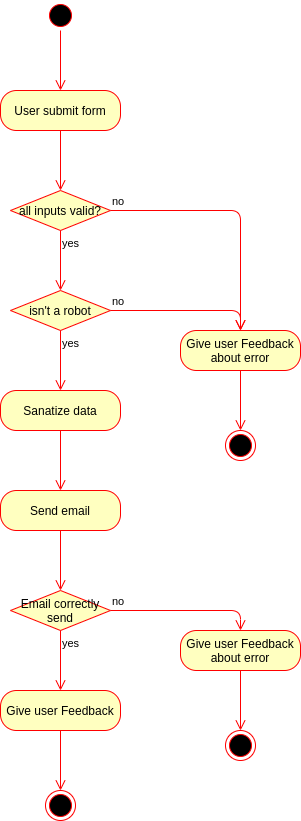 User submit form
all inputs valid?
no
yes
isn't a robot
no
yes
Give user Feedback
about error
Sanatize data
Send email
Email correctly
send
no
yes
Give user Feedback
about error
Give user Feedback